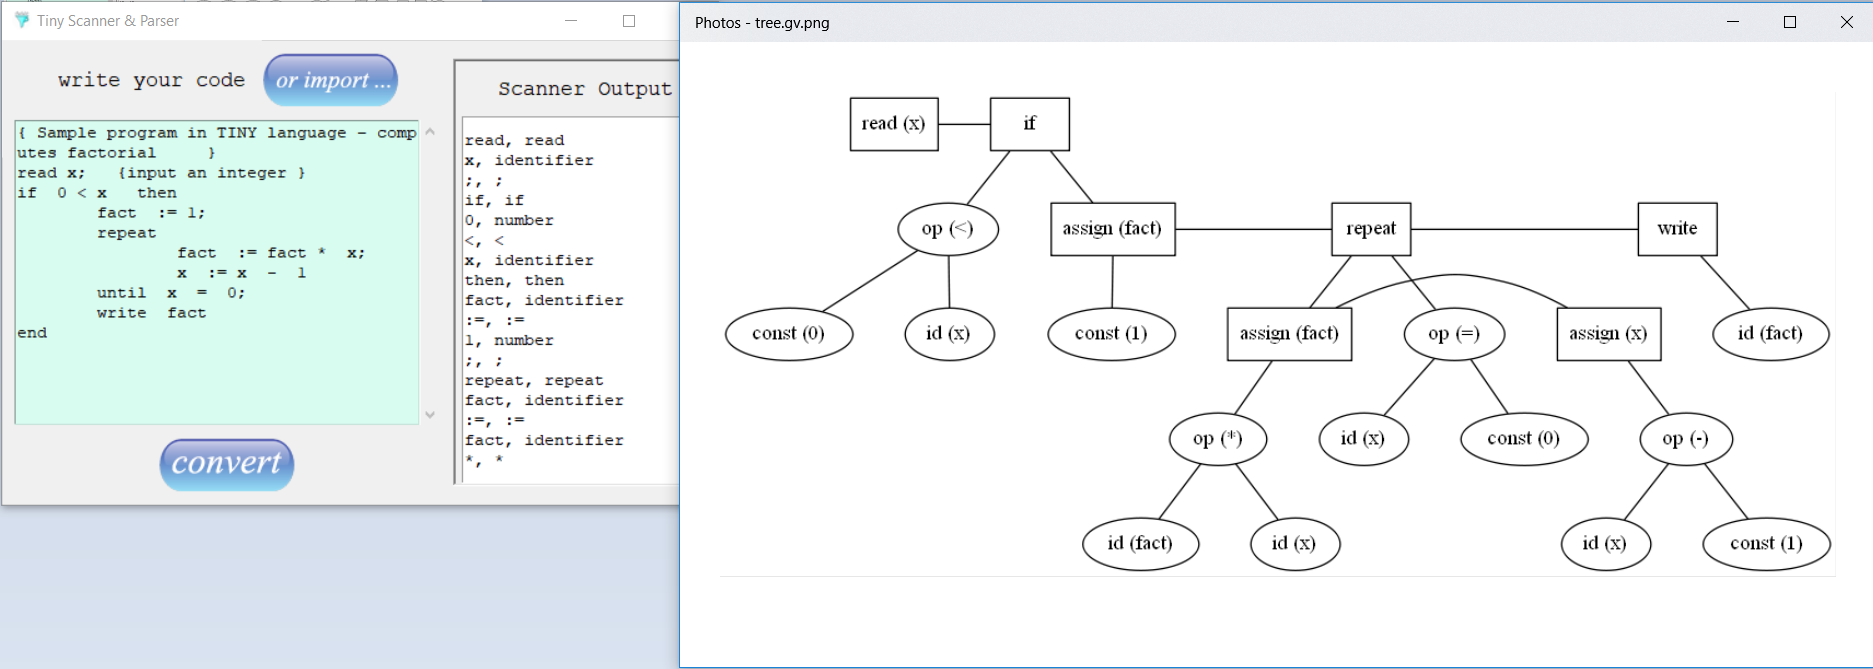 Tiny Scanner & Parser
write your code
or import ...
{ Sample program in TINY language - comp
utes factorial     }
read x;   {input an integer }
if  0 < x   then
fact  := 1;
repeat
fact  := fact *  x;
x  := x  -  1
until  x  =  0;
write  fact
end
convert
Scanner Output
read, read
x, identifier
;, ;
if, if
0, number
<, <
x, identifier
then, then
fact, identifier
:=, :=
1, number
;, ;
repeat, repeat
fact, identifier
:=, :=
fact, identifier
*, *
Photos - tree.gv.png
read (x)
if
op (<)
assign (fact)
repeat
write
const (0)
id (x)
const (1)
assign (fact)
op (=)
assign (x)
id (fact)
op (*)
id (x)
const (0)
op (-)
id (fact)
id (x)
id (x)
const (1)